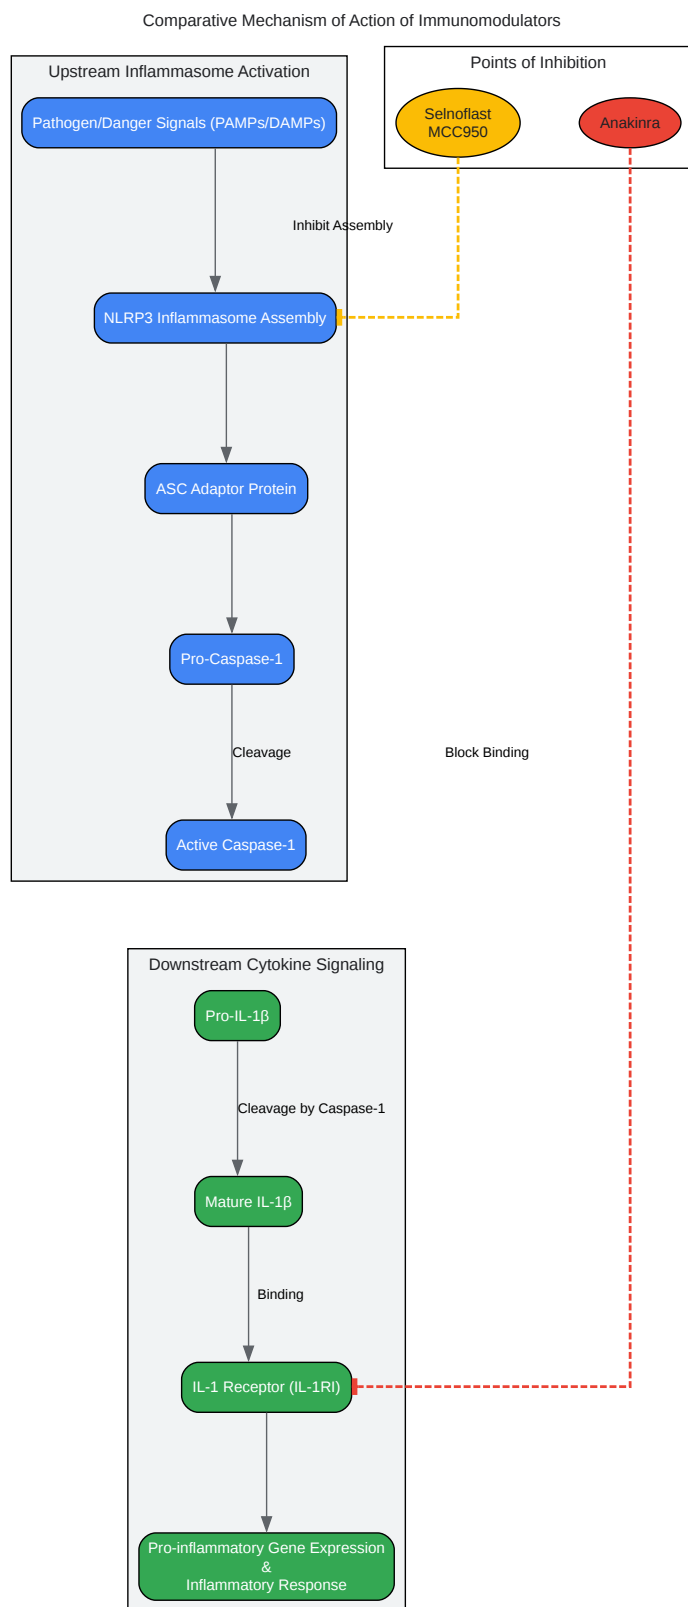 Comparative Mechanism of Action of Immunomodulators
Upstream Inflammasome Activation
Points of Inhibition
Pathogen/Danger Signals (PAMPs/DAMPs)
Selnoflast
MCC950
Anakinra
Inhibit Assembly
NLRP3 Inflammasome Assembly
ASC Adaptor Protein
Pro-Caspase-1
Cleavage
Block Binding
Active Caspase-1
Downstream Cytokine Signaling
Pro-IL-1β
Cleavage by Caspase-1
Mature IL-1β
Binding
IL-1 Receptor (IL-1RI)
Pro-inflammatory Gene Expression
&
Inflammatory Response